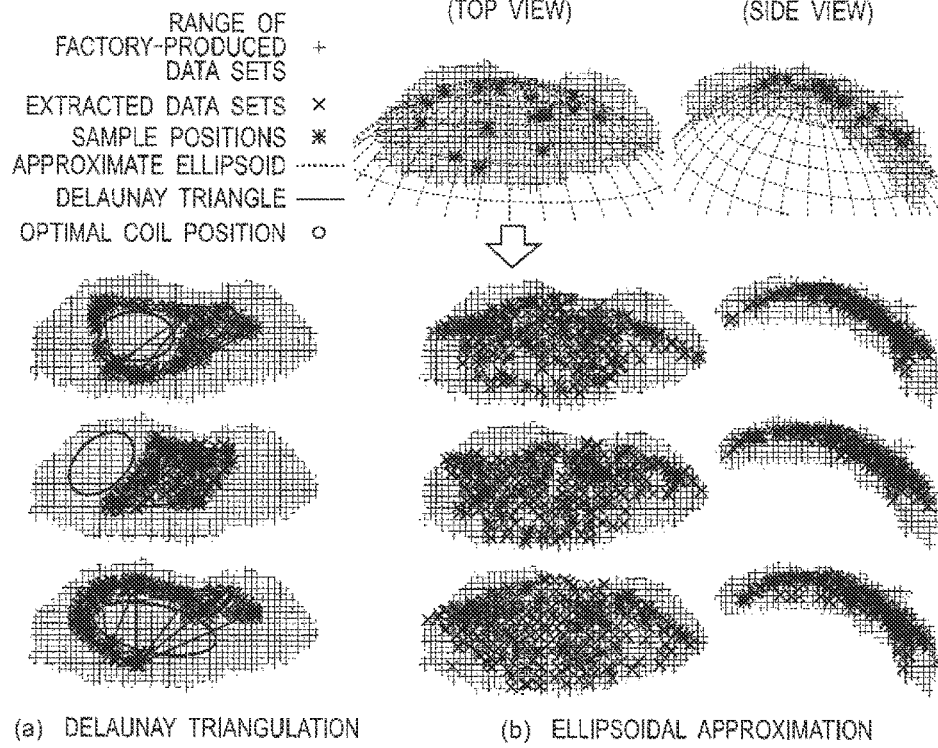 RANGE OF
FACTORY-PRODUCED
DATA SETS
EXTRACTED DATA SETS
SAMPLE POSITIONS
APPROXIMATE ELLIPSOID
DELAUNAY TRIANGLE
OPTIMAL COIL POSITION
(TOP VIEW)
(SIDE VIEW)
(a) DELAUNAY TRIANGULATION
(b) ELLIPSOIDAL APPROXIMATION